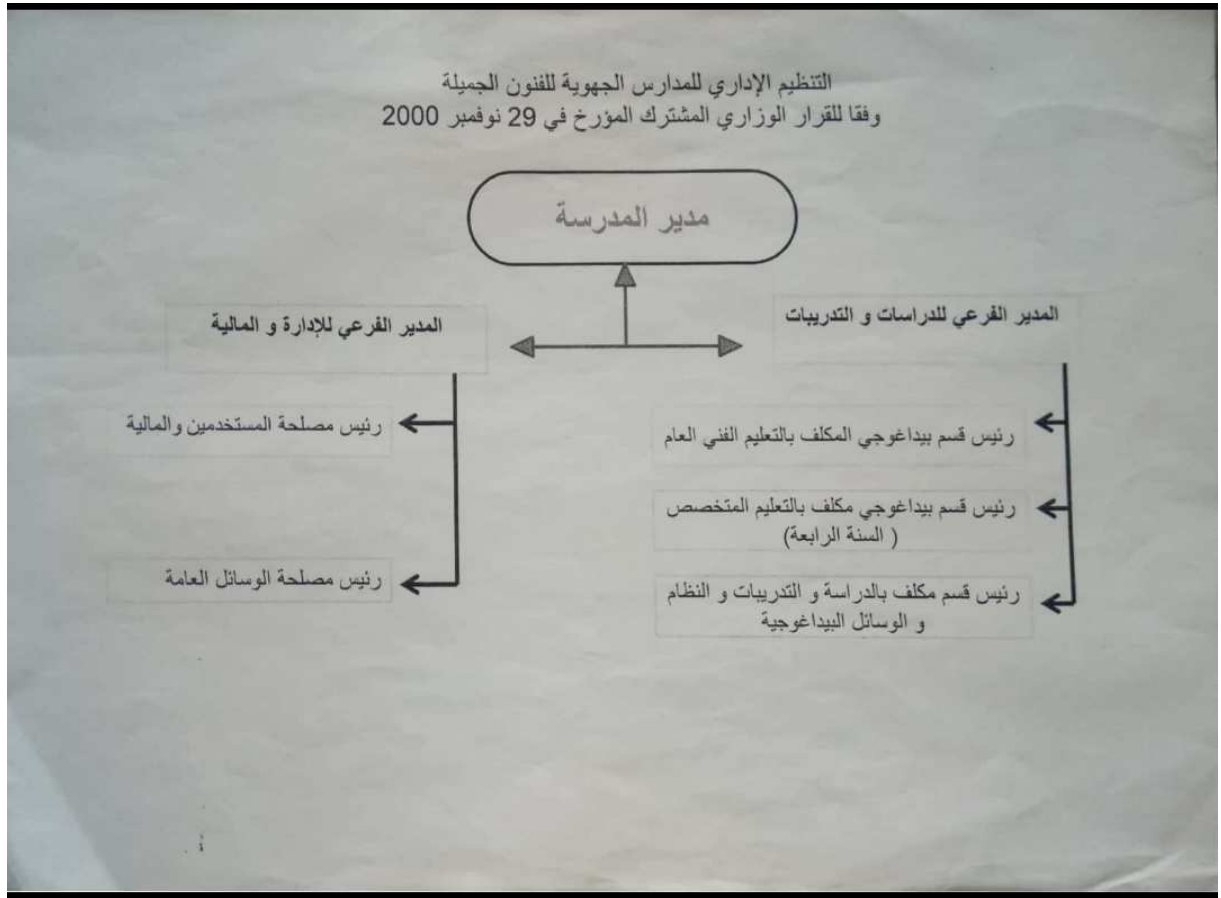 التنظيم الإداري للمدارس الجهوية للفنون الجميلة
وفقا للقرار الوزاري المشترك المؤرخ في 29 نوفمبر 2000
مدير المدرسة
المدير الفرعي للدراسات و التدريبات
رئيس قسم بيداغوجي المكلف بالتعليم الفني العام
رئيس قسم بيداغوجي مكلف بالتعليم المتخصص
( السنة الرابعة)
رئيس قسم مكلف بالدراسة و التدريبات و النظام
و الوسائل البيداغوجية
المدير الفرعي للإدارة و المالية
رئيس مصلحة المستخدمين والمالية
رئيس مصلحة الوسائل العامة